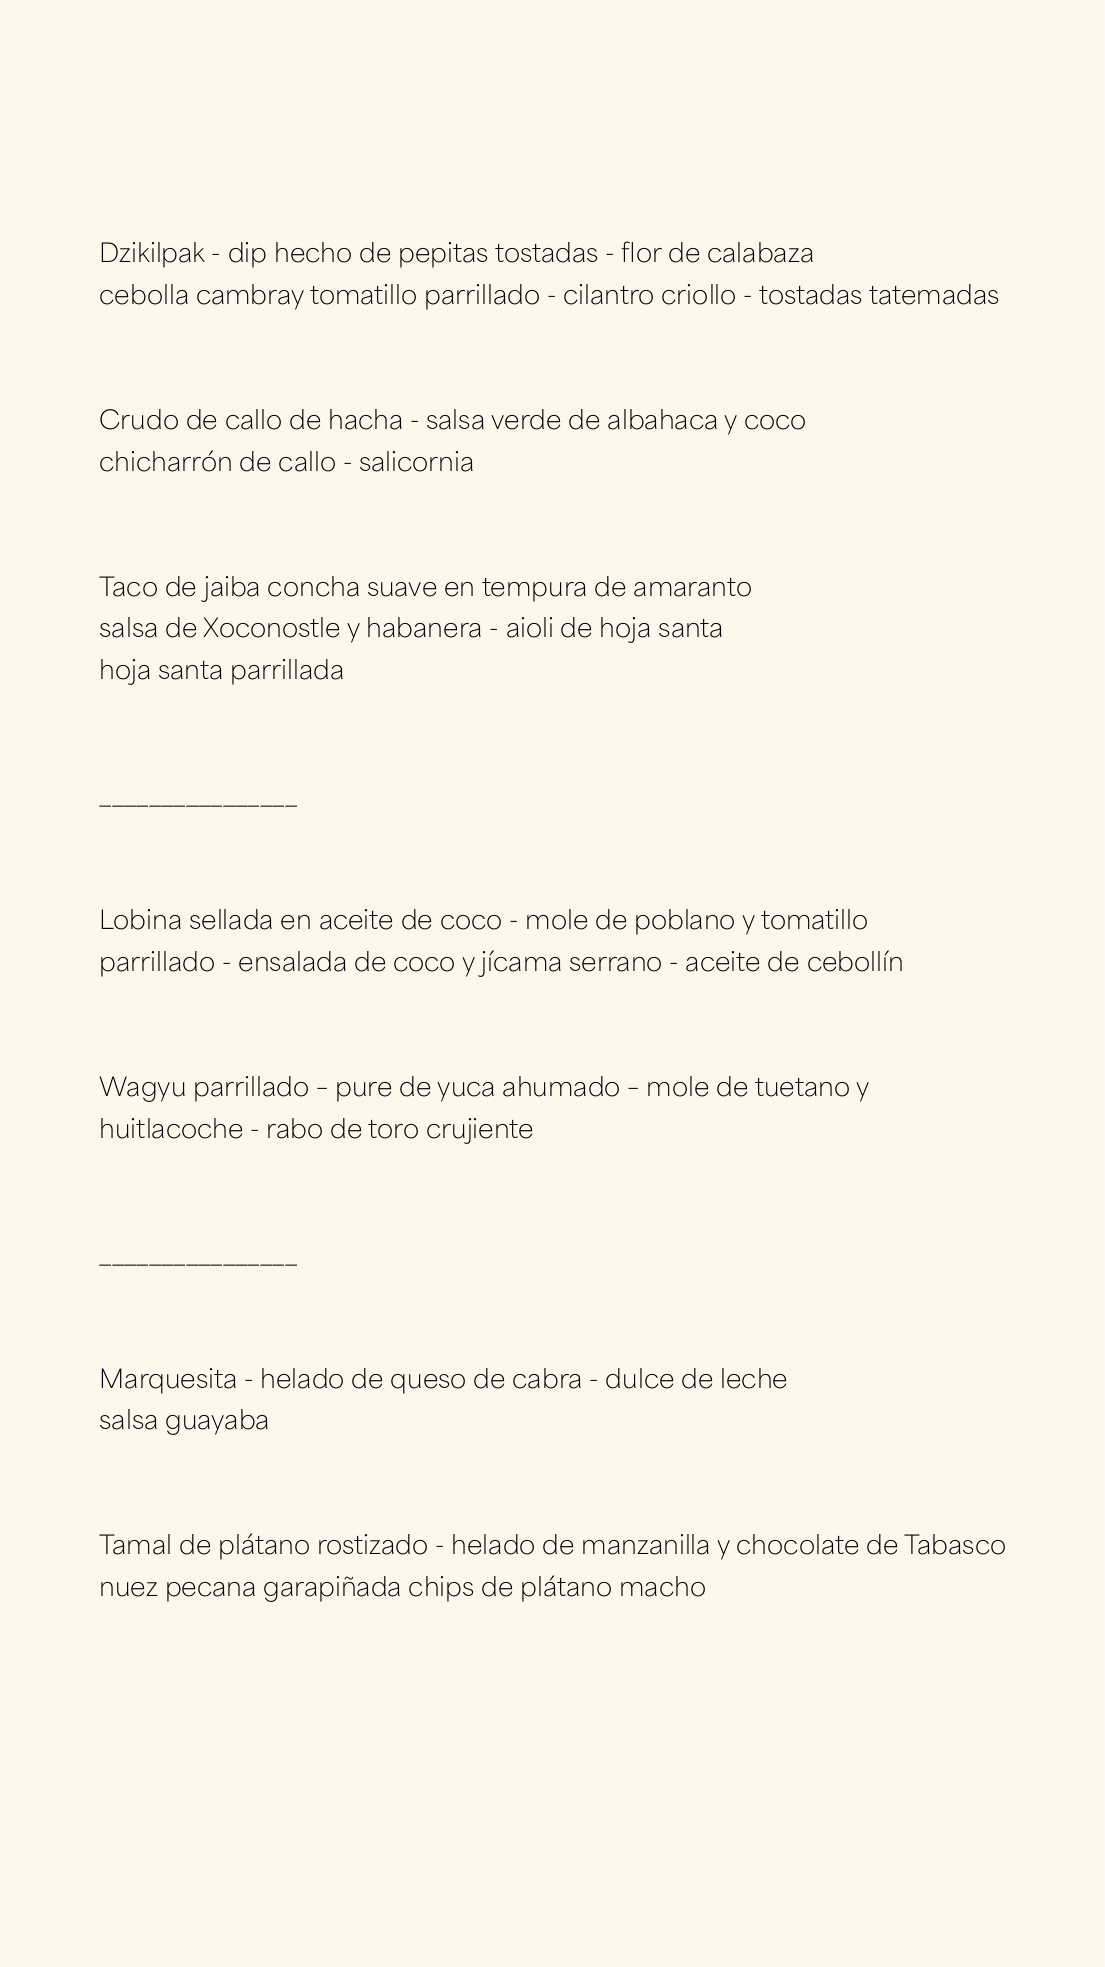 Dzikilpak - dip hecho de pepitas tostadas - flor de calabaza
cebolla cambray tomatillo parrillado - cilantro criollo - tostadas tatemadas
Crudo de callo de hacha - salsa verde de albahaca y coco
chicharrón de callo - salicornia
Taco de jaiba concha suave en tempura de amaranto
salsa de Xoconostle y habanera - aioli de hoja santa
hoja santa parrillada
________________
Lobina sellada en aceite de coco - mole de poblano y tomatillo
parrillado - ensalada de coco y jícama serrano - aceite de cebollín
Wagyu parrillado – pure de yuca ahumado – mole de tuetano y
huitlacoche - rabo de toro crujiente
________________
Marquesita - helado de queso de cabra - dulce de leche
salsa guayaba
Tamal de plátano rostizado - helado de manzanilla y chocolate de Tabasco
nuez pecana garapiñada chips de plátano macho